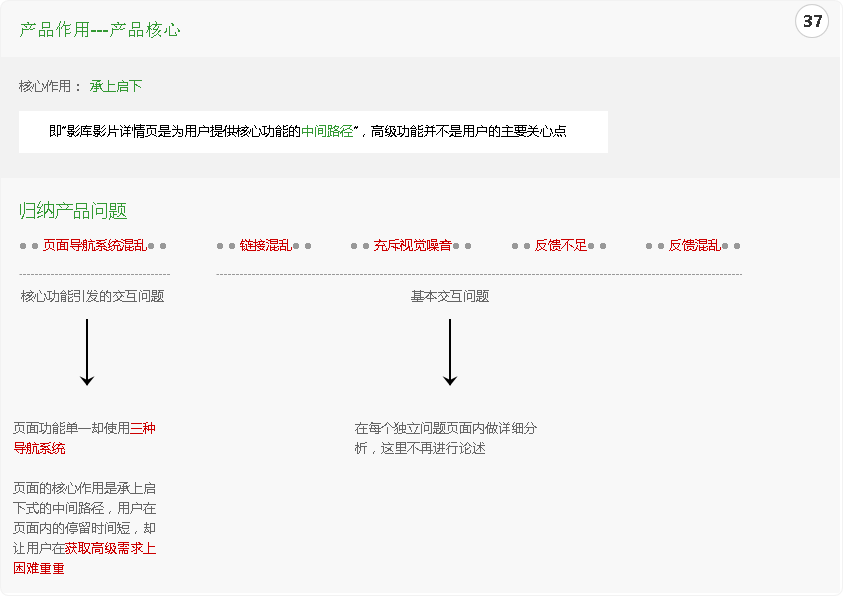 产品作用---产品核心
37
核心作用： 承上启下
即“影库影片详情页是为用户提供核心功能的中间路径”，高级功能并不是用户的主要关心点
归纳产品问题
页面导航系统混乱 链接混乱 充斥视觉噪音 反馈不足 反馈混乱
核心功能引发的交互问题 基本交互问题
页面功能单一却使用三种
导航系统
在每个独立问题页面内做详细分
析，这里不再进行论述
页面的核心作用是承上启
下式的中间路径，用户在
页面内的停留时间短，却
让用户在获取高级需求上
困难重重